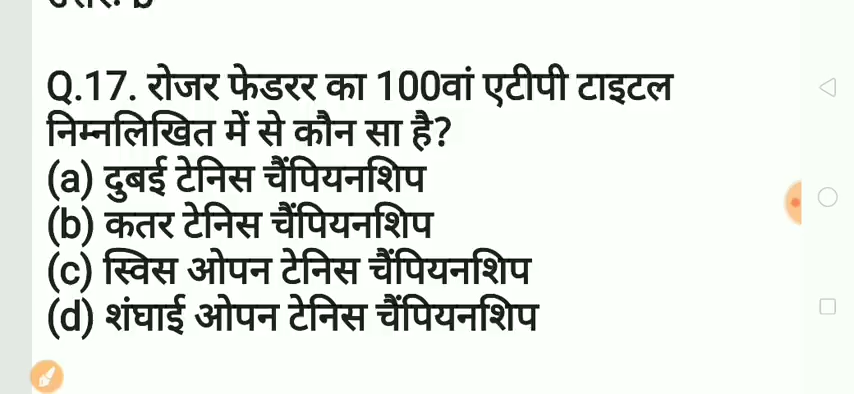 Q.17. रोजर फेडरर का 100वां एटीपी टाइटल
निम्नलिखित में से कौन सा है?
(a) दुबई टेनिस चैंपियनशिप
(b) कतर टेनिस चैंपियनशिप
(c) स्विस ओपन टेनिस चैंपियनशिप
(d) शंघाई ओपन टेनिस चैंपियनशिप